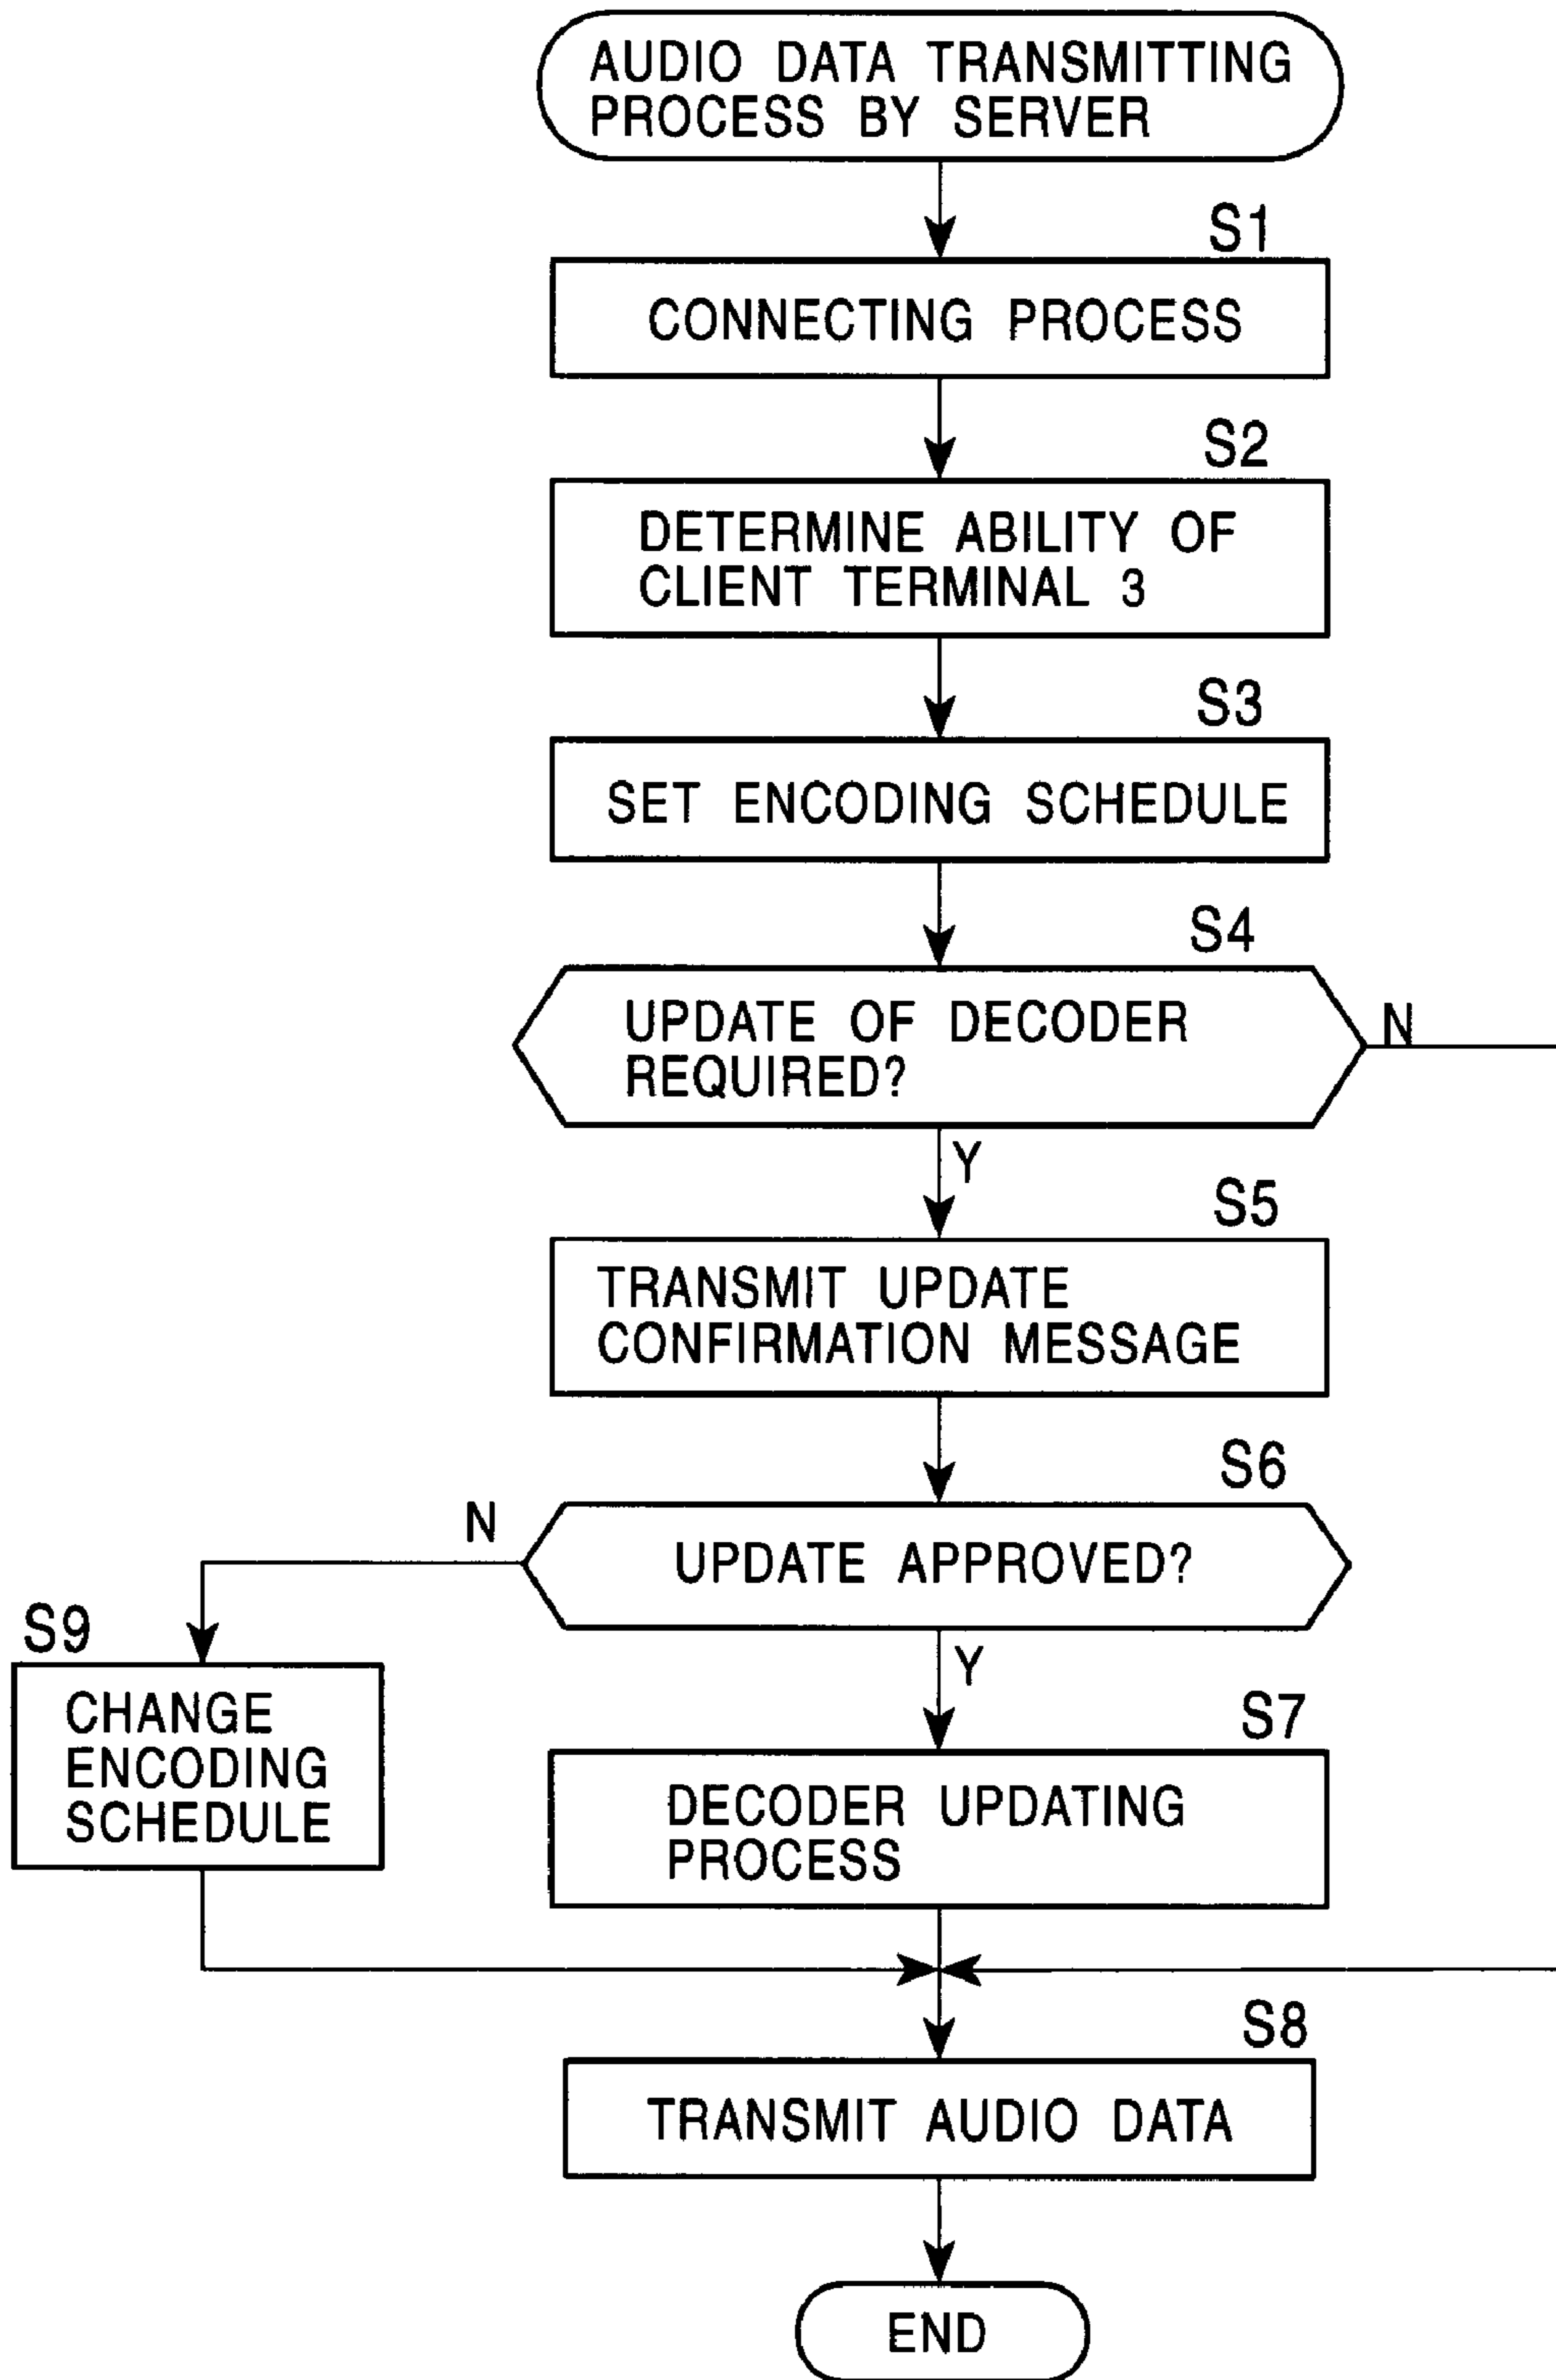 AUDIO DATA TRANSMITTING
PROCESS BY SERVER
S1
CONNECTING PROCESS
S2
DETERMINE ABILITY OF
CLIENT TERMINAL 3
S3
SET ENCODING SCHEDULE
S4
UPDATE OF DECODER
REQUIRED?
N
Y
S5
TRANSMIT UPDATE
CONFIRMATION MESSAGE
S6
N
UPDATE APPROVED?
Y
S9
CHANGE
ENCODING
SCHEDULE
S7
DECODER UPDATING
PROCESS
S8
TRANSMIT AUDIO DATA
END